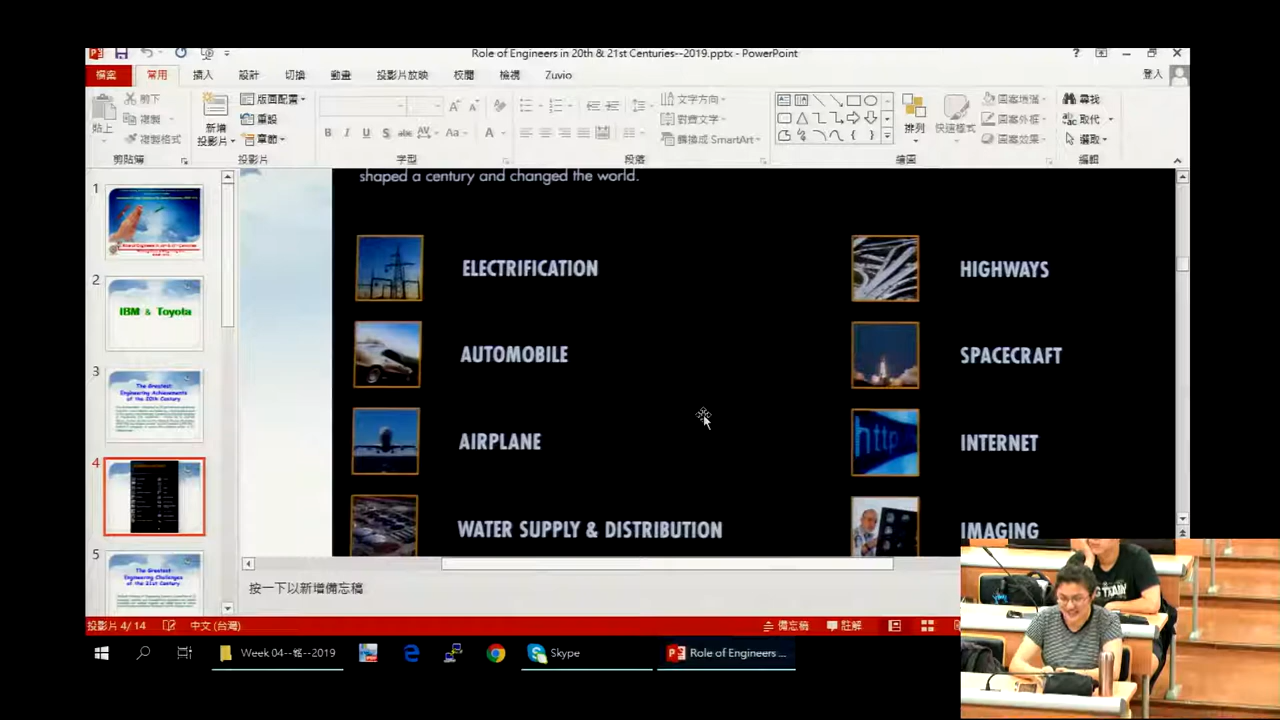 Role of Engineers in 20th & 21st Centuries--2019.pptx - PowerPoint
檔案 常用 插入 設計 切換 動畫 投影片放映 校閱 檢視 Zuvio 登入
貼上
剪下
複製
複製格式
剪貼簿
新增
投影片
版面配置
重設
章節
投影片
字型
文字方向
對齊文字
轉換成 SmartArt
段落
排列
快速樣式
圖案填滿
圖案外框
圖案效果
繪圖
尋找
取代
選取
編輯
1
2
IBM & Toyota
3
The Greatest
Engineering Achievements
of the 20th Century
4
5
The Greatest
Engineering Challenges
of the 21st Century
shaped a century and changed the world.
ELECTRIFICATION
HIGHWAYS
AUTOMOBILE
SPACECRAFT
AIRPLANE
http
INTERNET
WATER SUPPLY & DISTRIBUTION
IMAGING
按一下以新增備忘稿
投影片 4/14 中文 (台灣) 備忘稿 註解
Week 04--銘--2019 Skype Role of Engineers ...